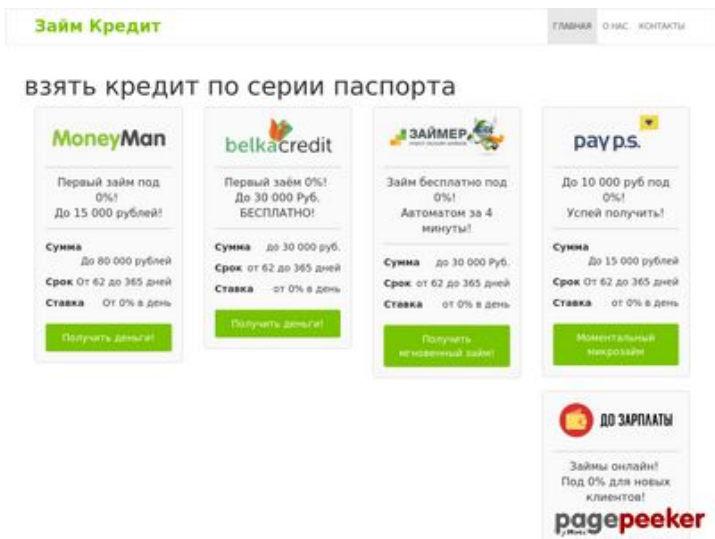 Займ Кредит
ГЛАВНАЯ О НАС КОНТАКТЫ
взять кредит по серии паспорта
MoneyMan
Первый займ под
0%!
До 15 000 рублей!
Сумма
До 80 000 рублей
Срок От 62 до 365 дней
Ставка От 0% в день
Получить деньги!
belkacredit
Первый заём 0%!
До 30 000 Руб.
БЕСПЛАТНО!
Сумма до 30 000 руб.
Срок от 62 до 365 дней
Ставка от 0% в день
Получить деньги!
ЗАЙМЕР
Займ бесплатно под
0%!
Автоматом за 4
минуты!
Сумма до 30 000 Руб.
Срок от 62 до 365 дней
Ставка от 0% в день
Получить
мгновенный займ!
pay p.s.
До 10 000 руб под
0%!
Успей получить!
Сумма
До 15 000 рублей
Срок От 62 до 365 дней
Ставка от 0% в день
Моментальный
микрозайм
ДО ЗАРПЛАТЫ
Займы онлайн!
Под 0% для новых
клиентов!
pagepeeker